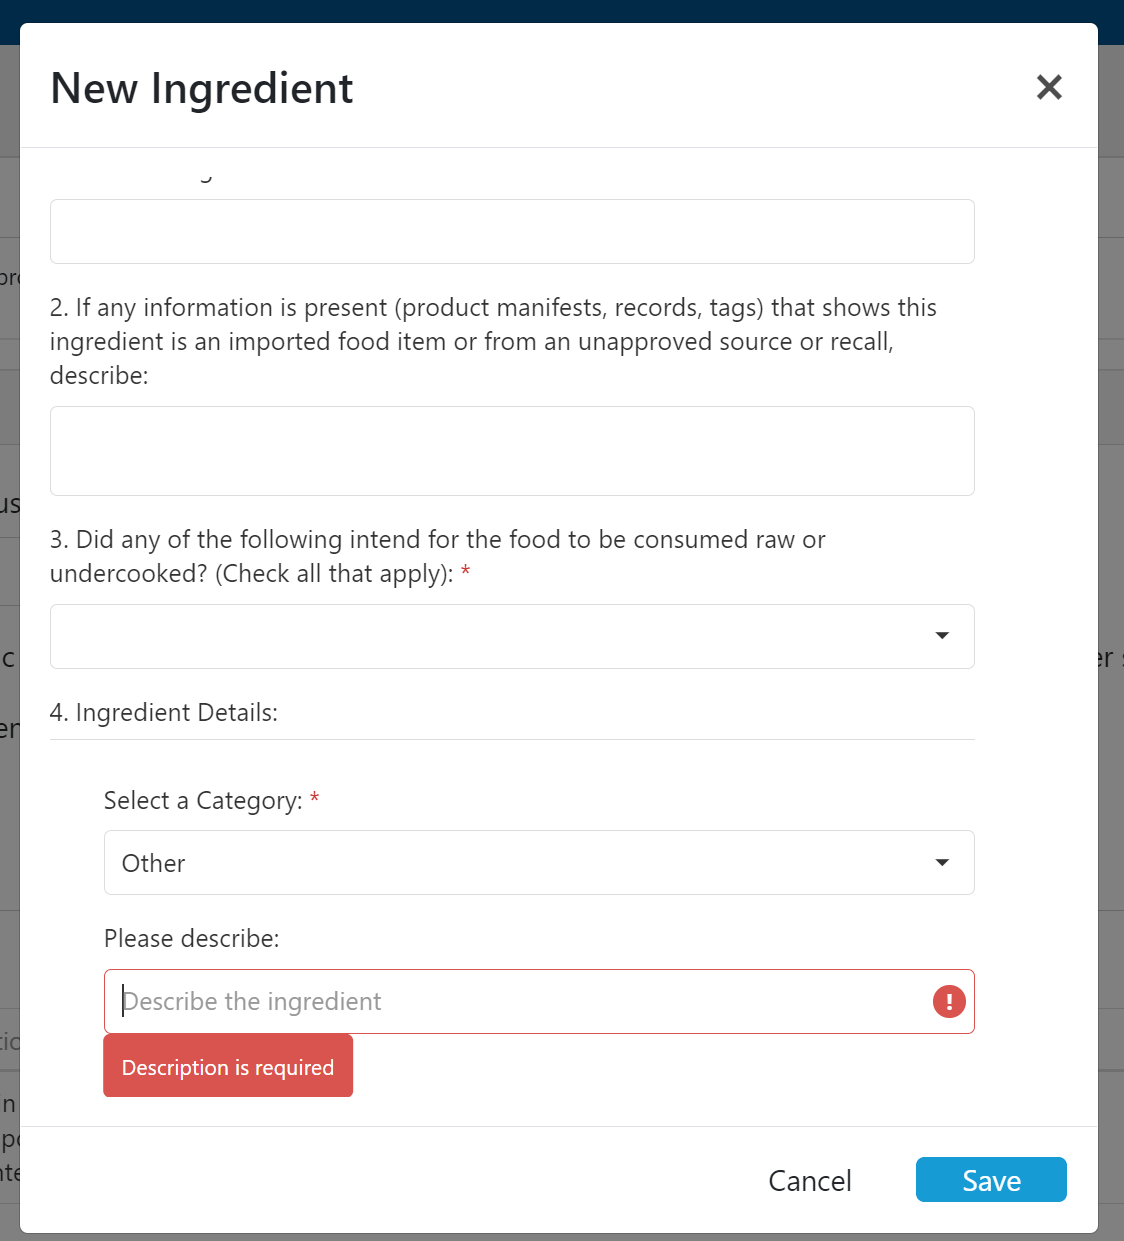 New Ingredient
2. If any information is present (product manifests, records, tags) that shows this
ingredient is an imported food item or from an unapproved source or recall,
describe:
3. Did any of the following intend for the food to be consumed raw or
undercooked? (Check all that apply): *
4. Ingredient Details:
Select a Category: *
Other
Please describe:
Describe the ingredient
Description is required
Cancel
Save